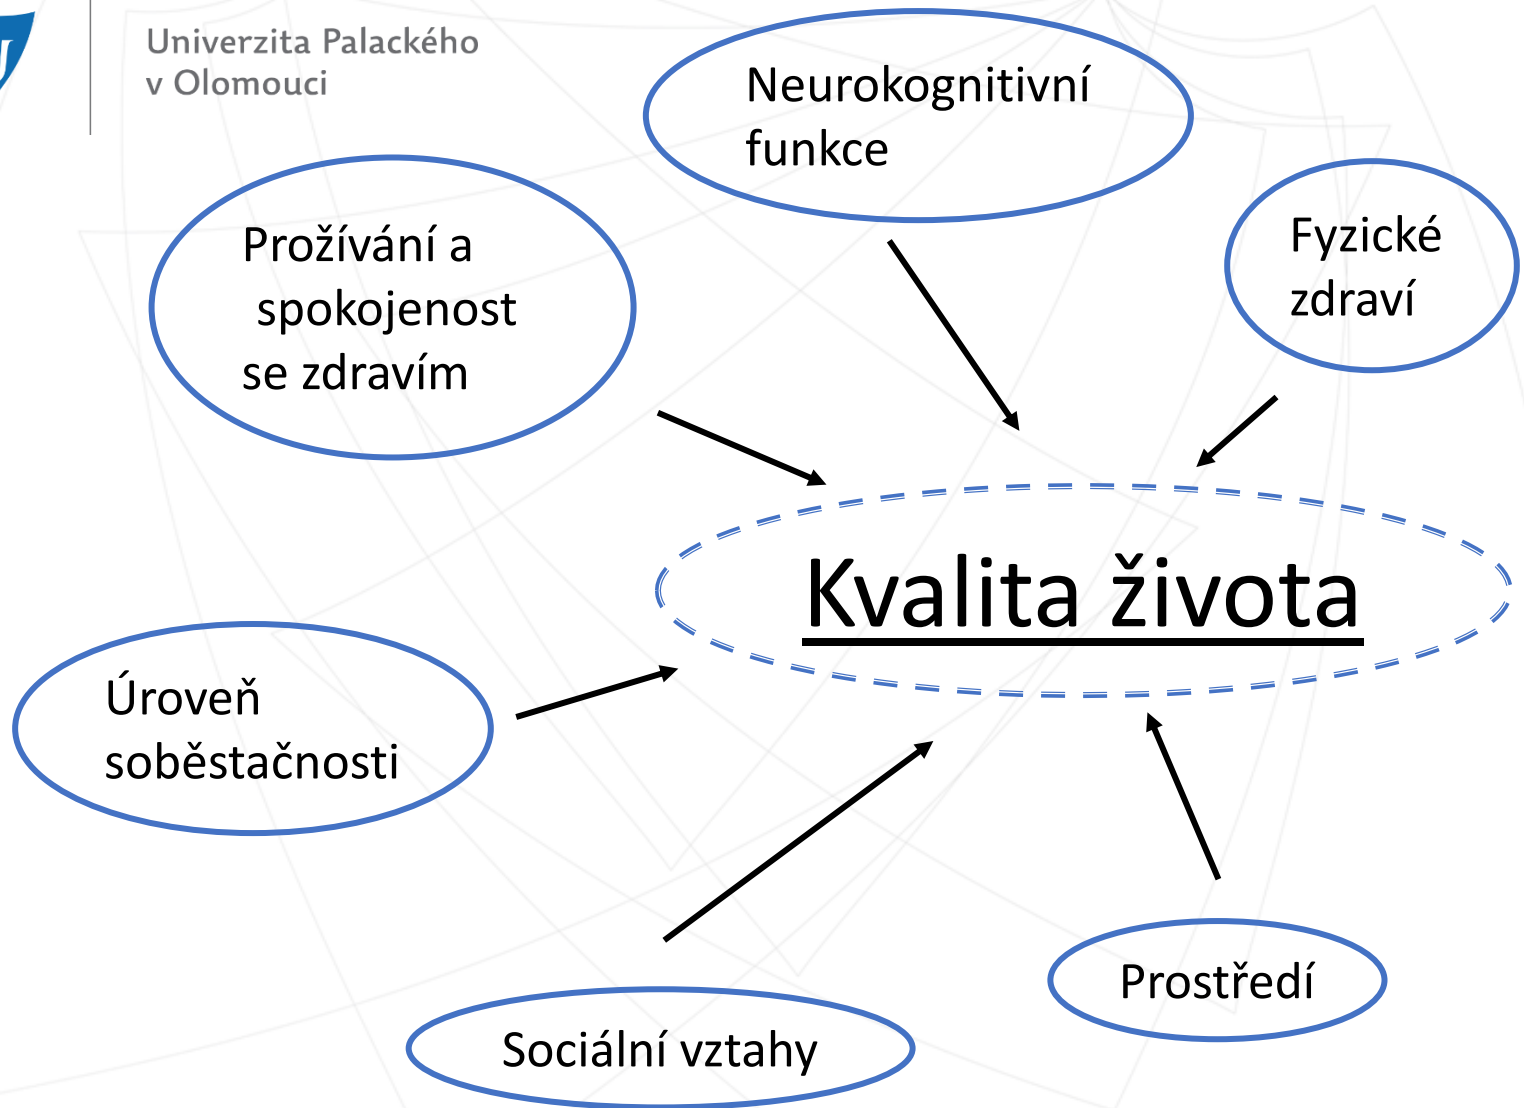 Univerzita Palackého
v Olomouci
Neurokognitivní
funkce
Prožívání a
spokojenost
se zdravím
Fyzické
zdraví
Kvalita života
Úroveň
soběstačnosti
Prostředí
Sociální vztahy